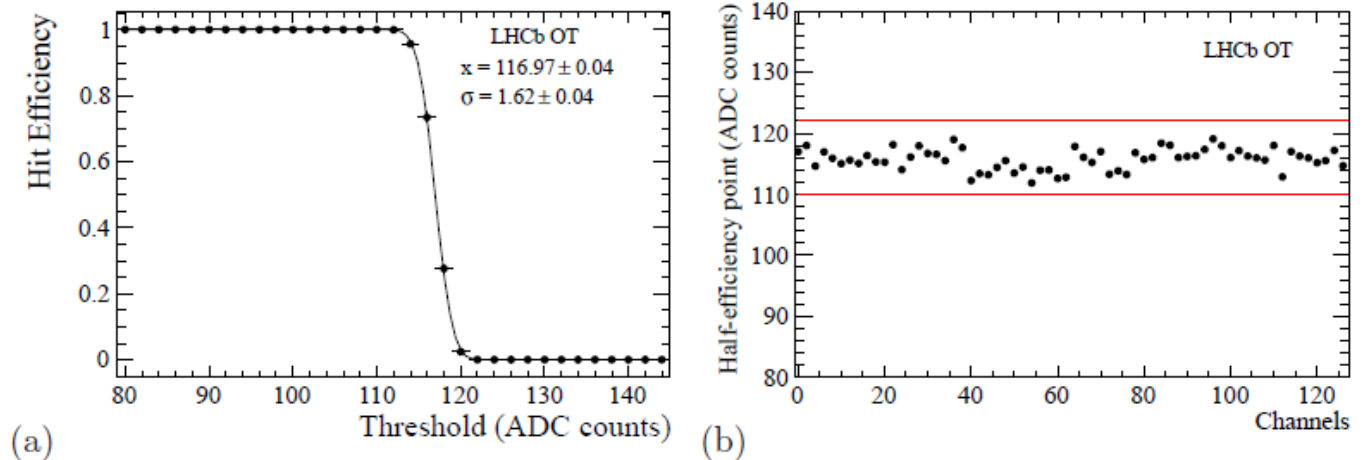 Hit Efficiency
1
0.8
0.6
0.4
0.2
0
LHCb OT
x = 116.97 ± 0.04
σ = 1.62 ± 0.04
80 90 100 110 120 130 140
Threshold (ADC counts)
(a)
Half-efficiency point (ADC counts)
140
130
120
110
100
90
80
LHCb OT
0 20 40 60 80 100 120
Channels
(b)